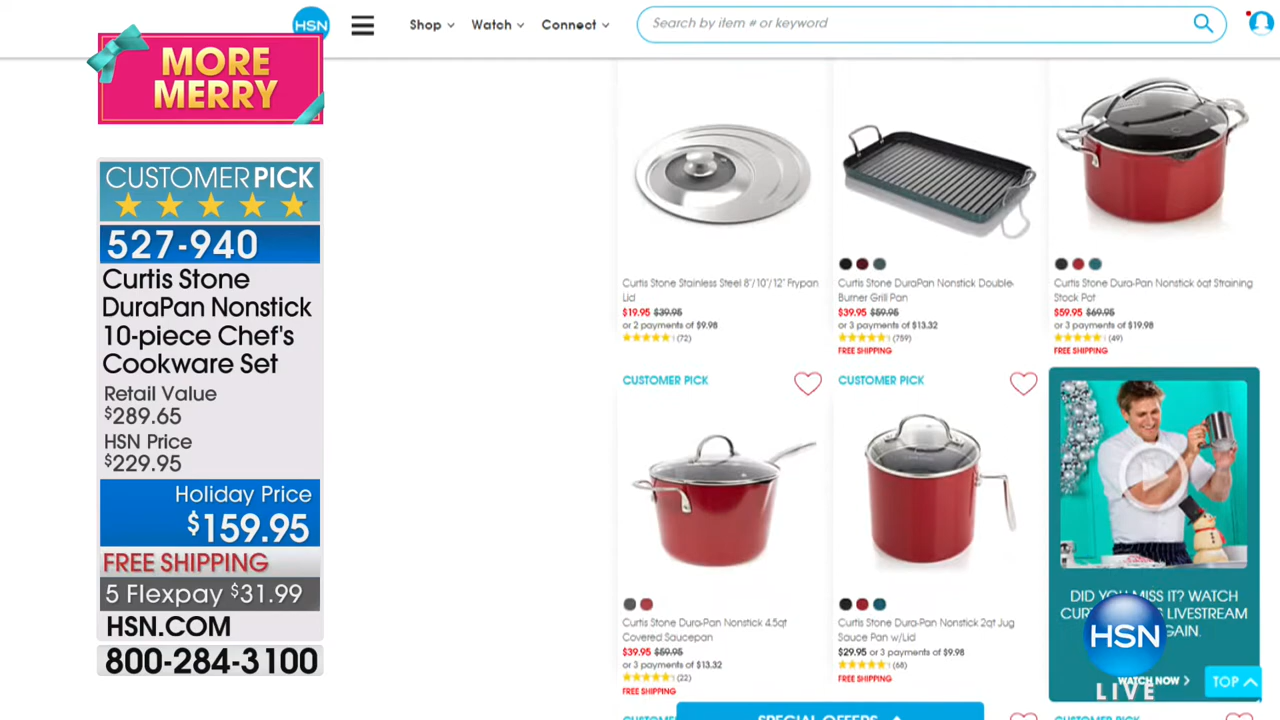 HSN
Shop
Watch
Connect
Search by item # or keyword
MORE
MERRY
CUSTOMER PICK
527-940
Curtis Stone
DuraPan Nonstick
10-piece Chef's
Cookware Set
Retail Value
$289.65
HSN Price
$229.95
Holiday Price
$159.95
FREE SHIPPING
5 Flexpay $31.99
HSN.COM
800-284-3100
Curtis Stone Stainless Steel 8"/10"/12" Frypan
Lid
$19.95 $39.95
or 2 payments of $9.98
(72)
Curtis Stone DuraPan Nonstick Double-
Burner Grill Pan
$39.95 $59.95
or 3 payments of $13.32
(759)
FREE SHIPPING
Curtis Stone Dura-Pan Nonstick 6qt Straining
Stock Pot
$59.95 $69.95
or 3 payments of $19.98
(49)
FREE SHIPPING
CUSTOMER PICK
Curtis Stone Dura-Pan Nonstick 4.5qt
Covered Saucepan
$39.95 $59.95
or 3 payments of $13.32
(22)
FREE SHIPPING
CUSTOMER PICK
Curtis Stone Dura-Pan Nonstick 2qt Jug
Sauce Pan w/Lid
$29.95 or 3 payments of $9.98
(68)
FREE SHIPPING
DID YOU MISS IT? WATCH
LIVESTREAM
WATCH NOW
HSN
LIVE
TOP
SPECIAL OFFERS